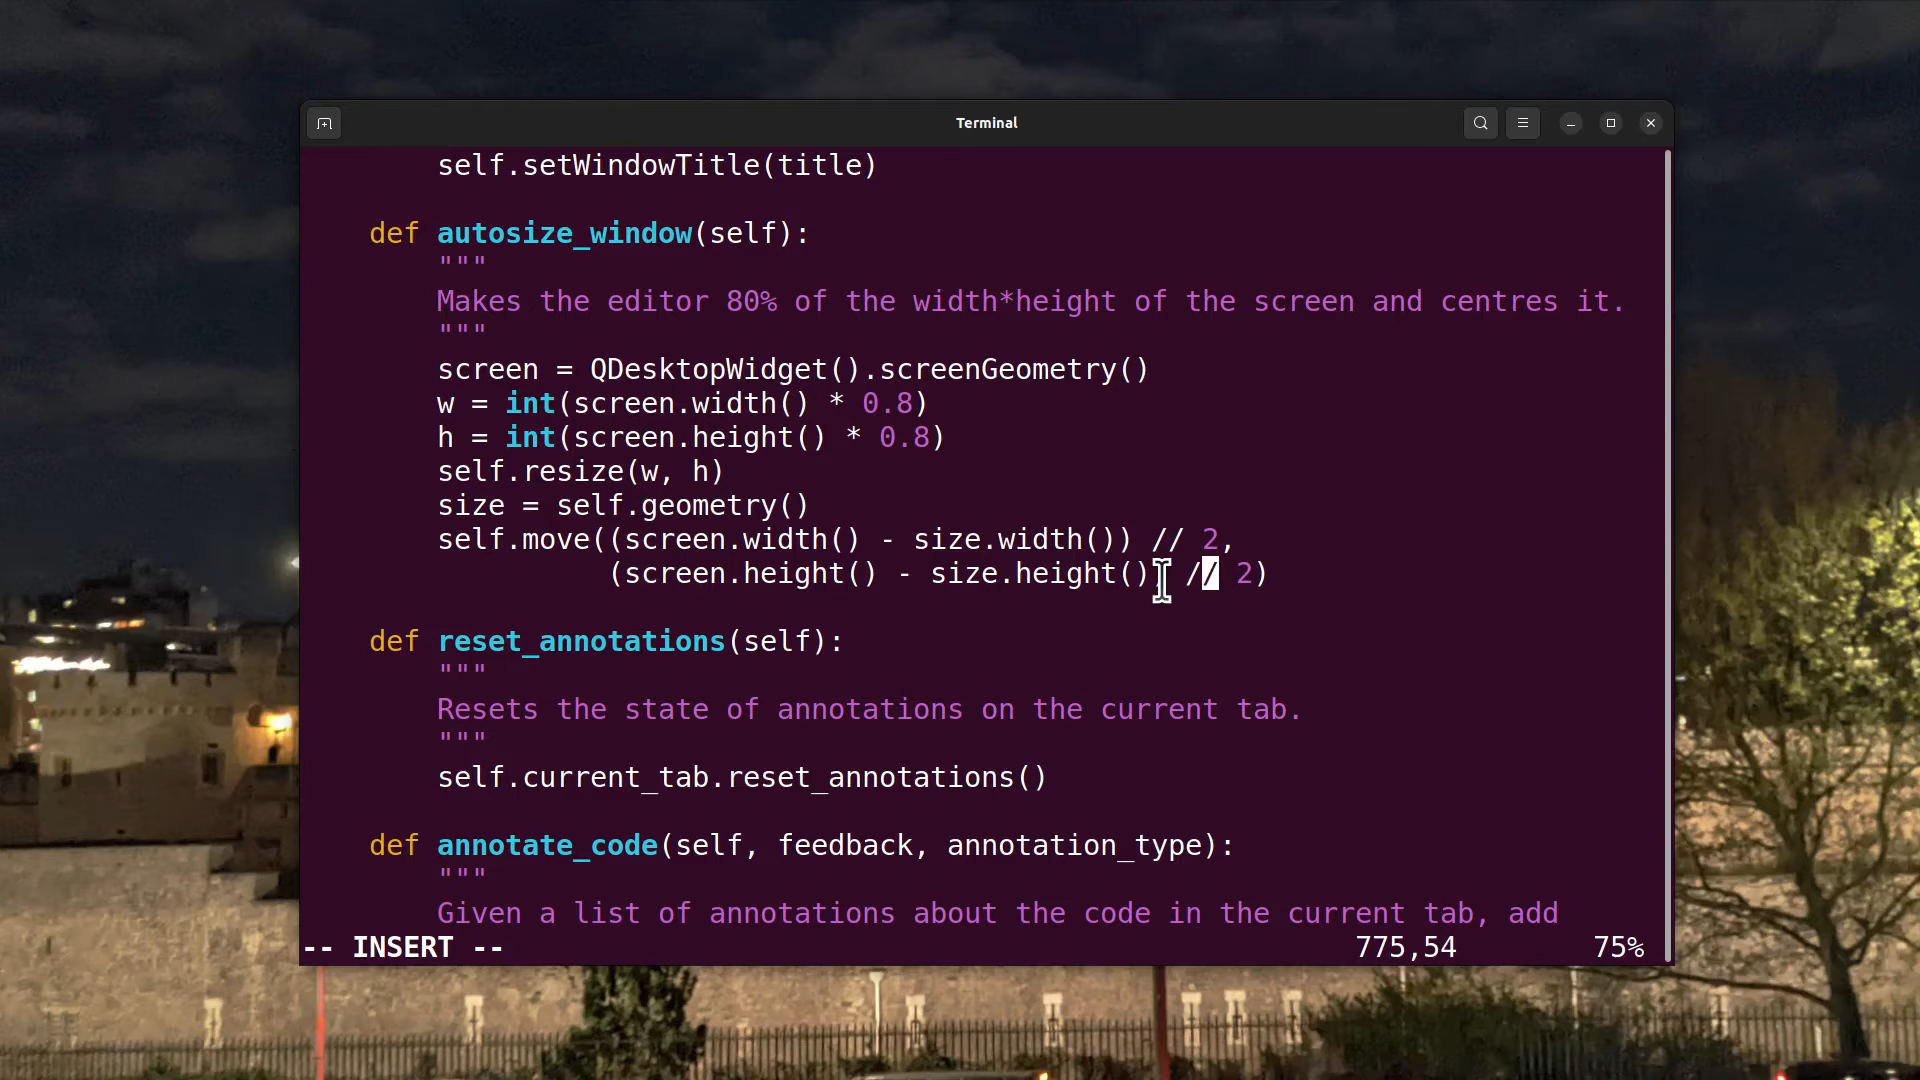 Terminal
self.setWindowTitle(title)
def autosize_window(self):
"""
Makes the editor 80% of the width*height of the screen and centres it.
"""
screen = QDesktopWidget().screenGeometry()
w = int(screen.width() * 0.8)
h = int(screen.height() * 0.8)
self.resize(w, h)
size = self.geometry()
self.move((screen.width() - size.width()) // 2,
(screen.height() - size.height()) // 2)
def reset_annotations(self):
"""
Resets the state of annotations on the current tab.
"""
self.current_tab.reset_annotations()
def annotate_code(self, feedback, annotation_type):
"""
Given a list of annotations about the code in the current tab, add
-- INSERT -- 775,54 75%